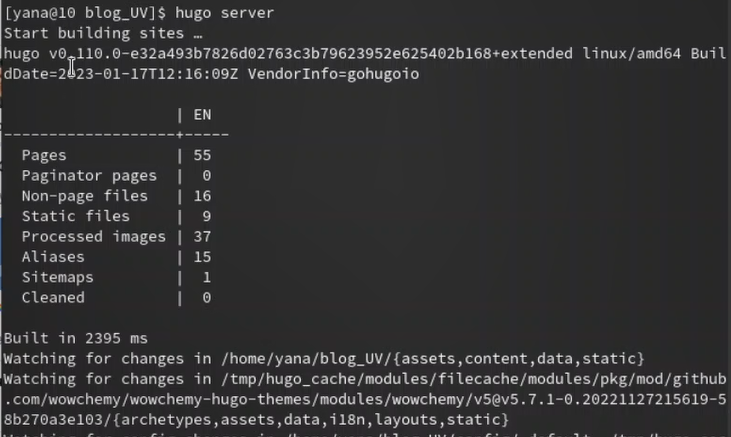 [yana@10 blog_UV]$ hugo server
Start building sites …
hugo v0.110.0-e32a493b7826d02763c3b79623952e625402b168+extended linux/amd64 Buil
dDate=2023-01-17T12:16:09Z VendorInfo=gohugoio
| EN
-------------------+-----
Pages | 55
Paginator pages | 0
Non-page files | 16
Static files | 9
Processed images | 37
Aliases | 15
Sitemaps | 1
Cleaned | 0
Built in 2395 ms
Watching for changes in /home/yana/blog_UV/{assets,content,data,static}
Watching for changes in /tmp/hugo_cache/modules/filecache/modules/pkg/mod/github
.com/wowchemy/wowchemy-hugo-themes/modules/wowchemy/v5@v5.7.1-0.20221127215619-5
8b270a3e103/{archetypes,assets,data,i18n,layouts,static}